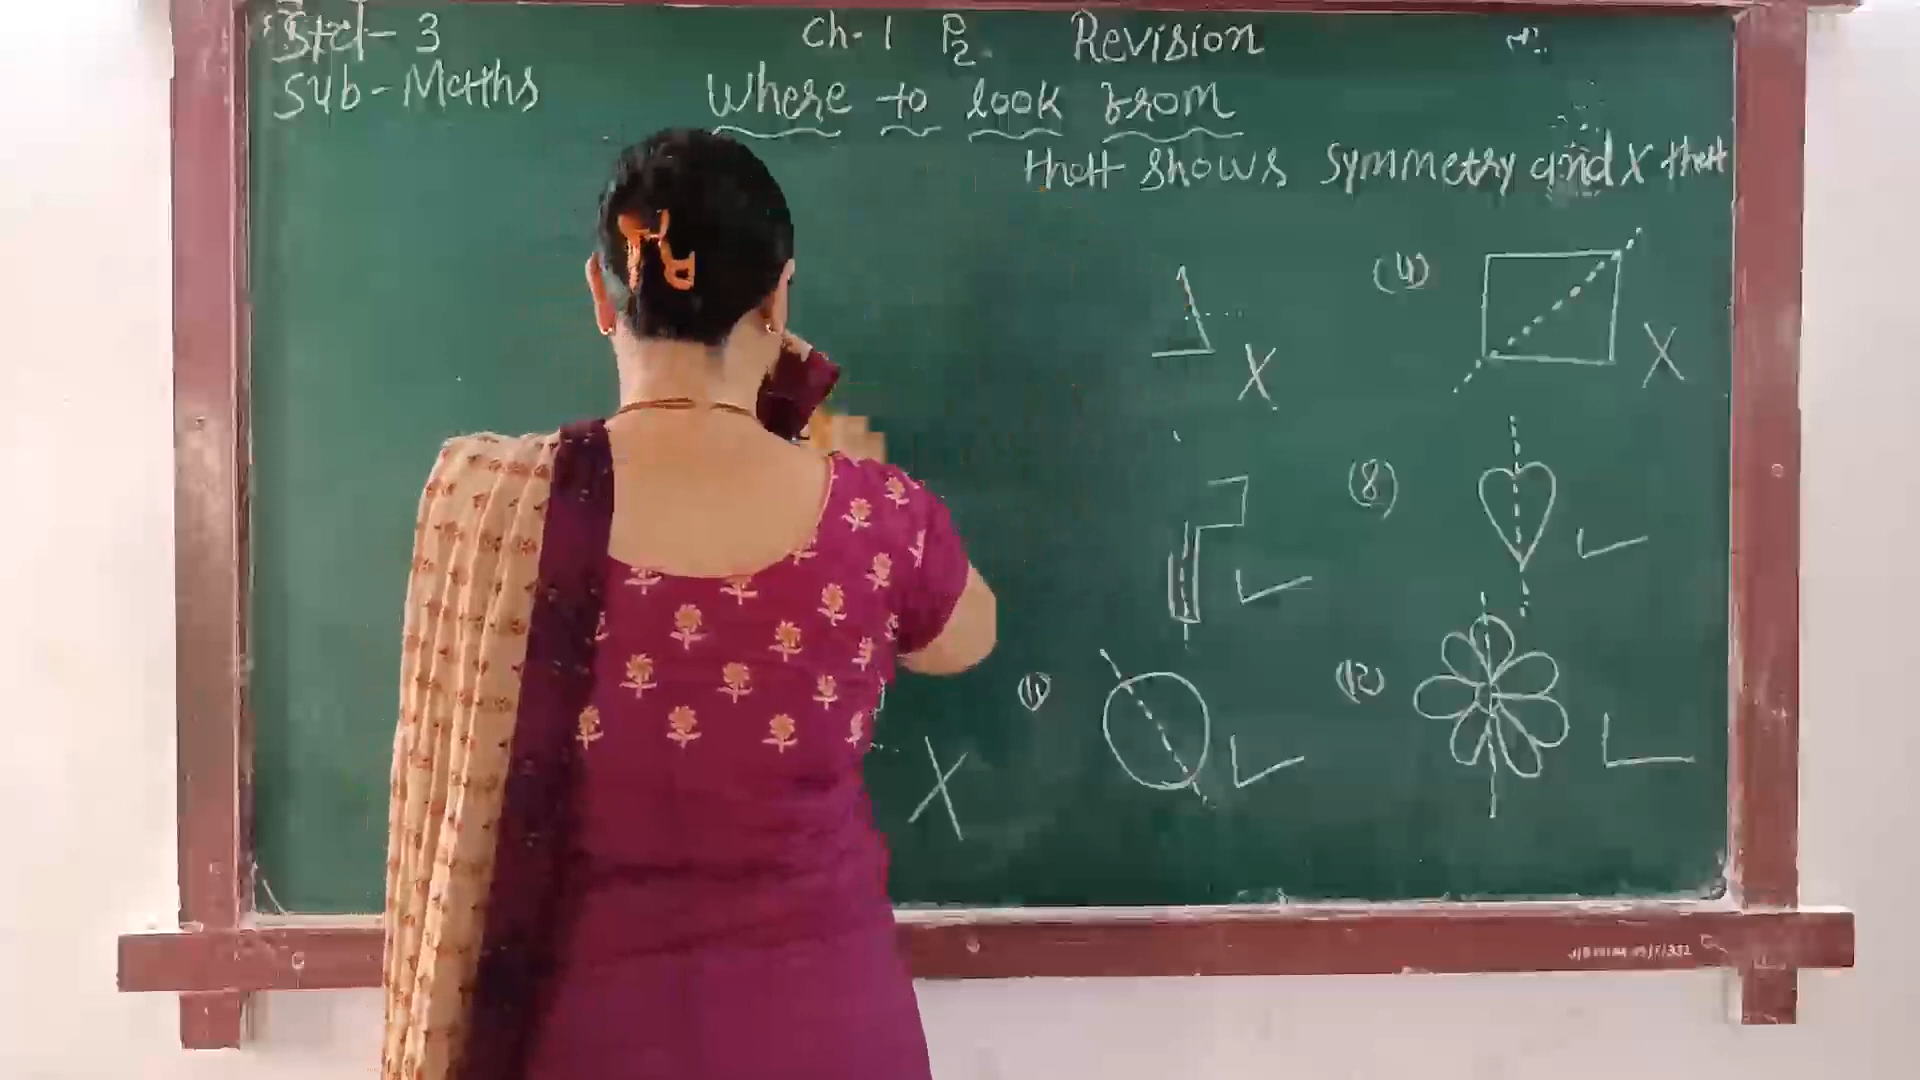 Std - 3 Ch-1 P2. Revision
Sub - Maths Where to look from
that shows symmetry and X that
X (4) X
(8) ✓
✓
(11) ✓ (12) ✓
X